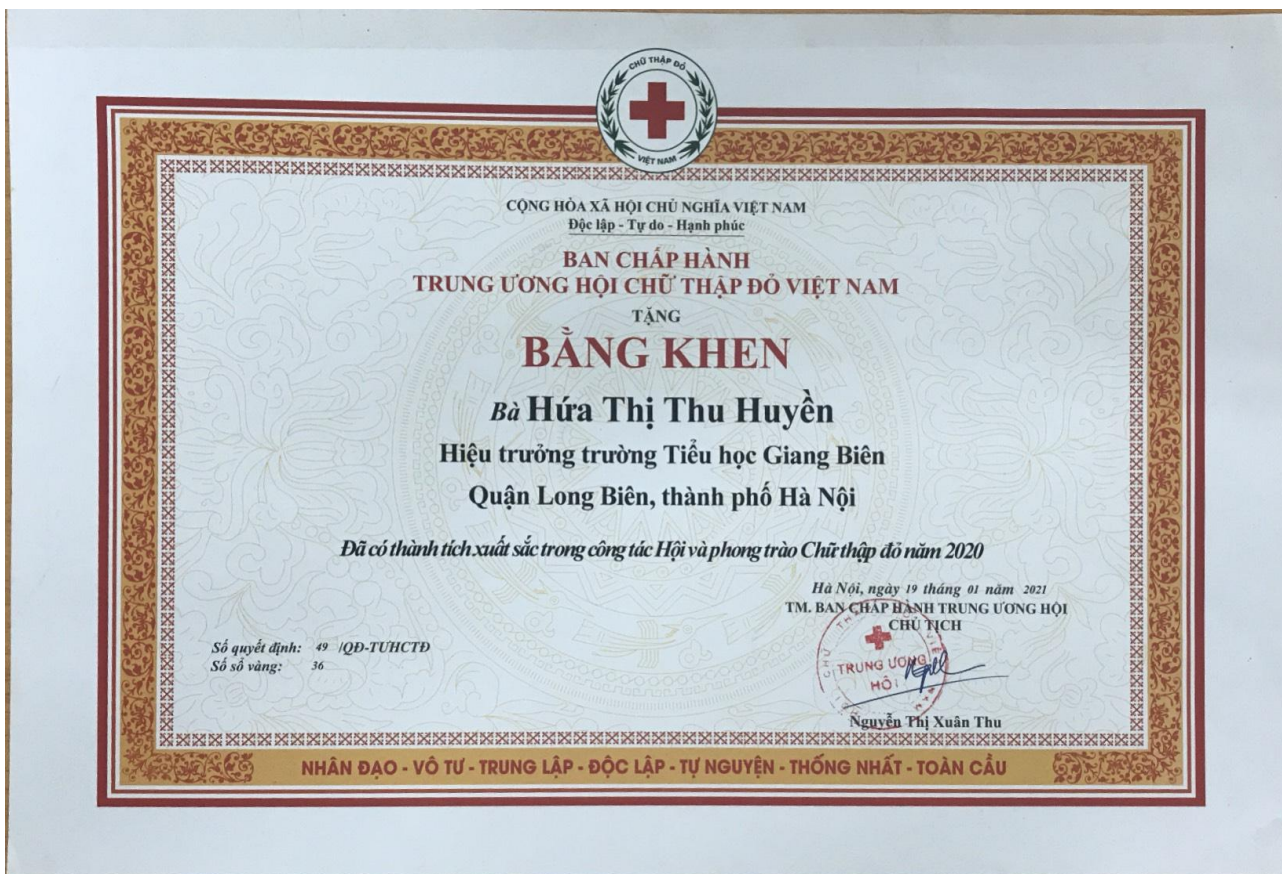 CHỮ THẬP ĐỎ
VIỆT NAM
CỘNG HÒA XÃ HỘI CHỦ NGHĨA VIỆT NAM
Độc lập - Tự do - Hạnh phúc
BAN CHẤP HÀNH
TRUNG ƯƠNG HỘI CHỮ THẬP ĐỎ VIỆT NAM
TẶNG
BẰNG KHEN
Bà Hứa Thị Thu Huyền
Hiệu trưởng trường Tiểu học Giang Biên
Quận Long Biên, thành phố Hà Nội
Đã có thành tích xuất sắc trong công tác Hội và phong trào Chữ thập đỏ năm 2020
Hà Nội, ngày 19 tháng 01 năm 2021
TM. BAN CHẤP HÀNH TRUNG ƯƠNG HỘI
CHỦ TỊCH
Số quyết định: 49 /QĐ-TƯHCTĐ
Số sổ vàng: 36
TRUNG ƯƠNG
HỘI
Nguyễn Thị Xuân Thu
NHÂN ĐẠO - VÔ TƯ - TRUNG LẬP - ĐỘC LẬP - TỰ NGUYỆN - THỐNG NHẤT - TOÀN CẦU